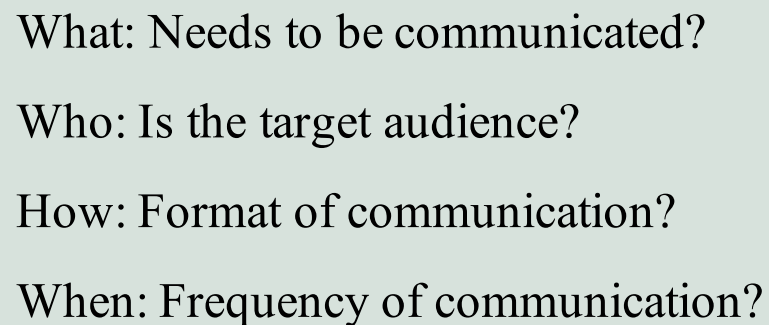 What: Needs to be communicated?
Who: Is the target audience?
How: Format of communication?
When: Frequency of communication?